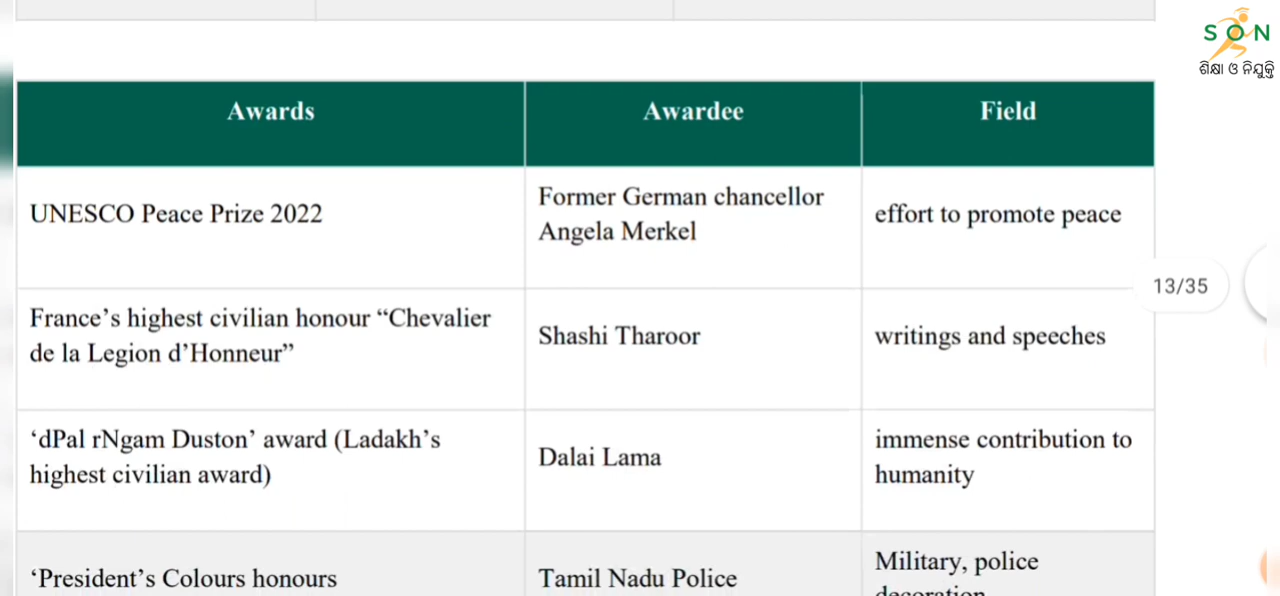 SON
ଶିକ୍ଷା ଓ ନିଯୁକ୍ତି
Awards
Awardee
Field
UNESCO Peace Prize 2022
Former German chancellor
Angela Merkel
effort to promote peace
13/35
France’s highest civilian honour “Chevalier
de la Legion d’Honneur”
Shashi Tharoor
writings and speeches
‘dPal rNgam Duston’ award (Ladakh’s
highest civilian award)
Dalai Lama
immense contribution to
humanity
‘President’s Colours honours
Tamil Nadu Police
Military, police
decoration